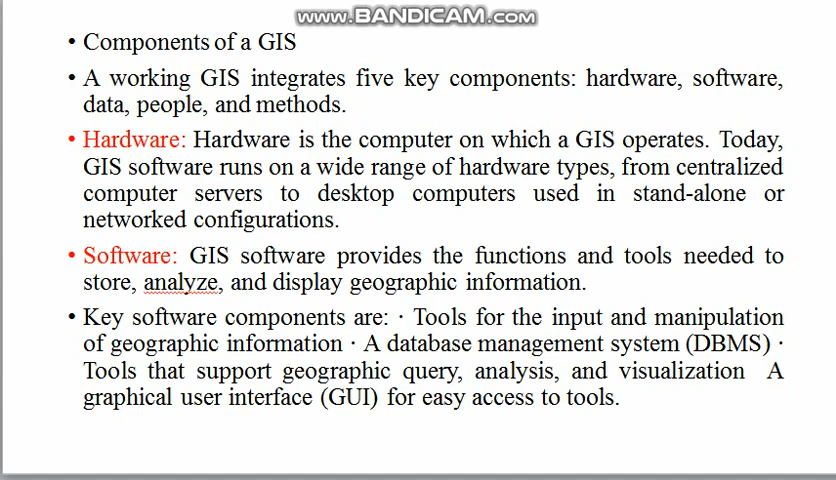 www.BANDICAM.com
• Components of a GIS
• A working GIS integrates five key components: hardware, software,
data, people, and methods.
• Hardware: Hardware is the computer on which a GIS operates. Today,
GIS software runs on a wide range of hardware types, from centralized
computer servers to desktop computers used in stand-alone or
networked configurations.
• Software: GIS software provides the functions and tools needed to
store, analyze, and display geographic information.
• Key software components are: · Tools for the input and manipulation
of geographic information · A database management system (DBMS) ·
Tools that support geographic query, analysis, and visualization A
graphical user interface (GUI) for easy access to tools.